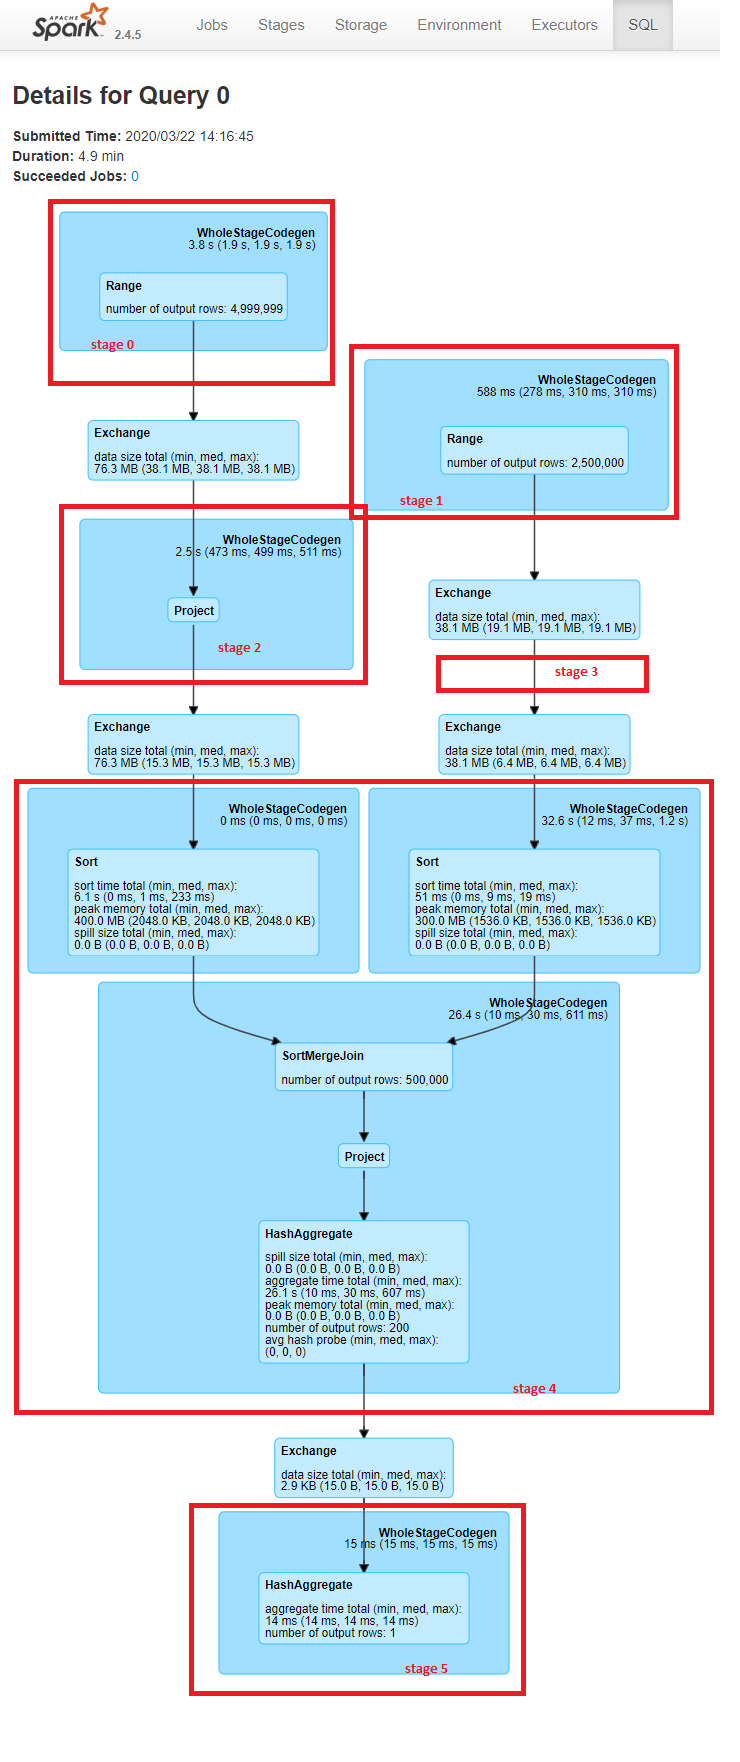 APACHE
Spark 2.4.5
Jobs
Stages
Storage
Environment
Executors
SQL
Details for Query 0
Submitted Time: 2020/03/22 14:16:45
Duration: 4.9 min
Succeeded Jobs: 0
WholeStageCodegen
3.8 s (1.9 s, 1.9 s, 1.9 s)
Range
number of output rows: 4,999,999
stage 0
WholeStageCodegen
588 ms (278 ms, 310 ms, 310 ms)
Range
number of output rows: 2,500,000
stage 1
Exchange
data size total (min, med, max):
76.3 MB (38.1 MB, 38.1 MB, 38.1 MB)
WholeStageCodegen
2.5 s (473 ms, 499 ms, 511 ms)
Project
stage 2
Exchange
data size total (min, med, max):
38.1 MB (19.1 MB, 19.1 MB, 19.1 MB)
stage 3
Exchange
data size total (min, med, max):
76.3 MB (15.3 MB, 15.3 MB, 15.3 MB)
Exchange
data size total (min, med, max):
38.1 MB (6.4 MB, 6.4 MB, 6.4 MB)
WholeStageCodegen
0 ms (0 ms, 0 ms, 0 ms)
Sort
sort time total (min, med, max):
6.1 s (0 ms, 1 ms, 233 ms)
peak memory total (min, med, max):
400.0 MB (2048.0 KB, 2048.0 KB, 2048.0 KB)
spill size total (min, med, max):
0.0 B (0.0 B, 0.0 B, 0.0 B)
WholeStageCodegen
32.6 s (12 ms, 37 ms, 1.2 s)
Sort
sort time total (min, med, max):
51 ms (0 ms, 9 ms, 19 ms)
peak memory total (min, med, max):
300.0 MB (1536.0 KB, 1536.0 KB, 1536.0 KB)
spill size total (min, med, max):
0.0 B (0.0 B, 0.0 B, 0.0 B)
WholeStageCodegen
26.4 s (10 ms, 30 ms, 611 ms)
SortMergeJoin
number of output rows: 500,000
Project
HashAggregate
spill size total (min, med, max):
0.0 B (0.0 B, 0.0 B, 0.0 B)
aggregate time total (min, med, max):
26.1 s (10 ms, 30 ms, 607 ms)
peak memory total (min, med, max):
0.0 B (0.0 B, 0.0 B, 0.0 B)
number of output rows: 200
avg hash probe (min, med, max):
(0, 0, 0)
stage 4
Exchange
data size total (min, med, max):
2.9 KB (15.0 B, 15.0 B, 15.0 B)
WholeStageCodegen
15 ms (15 ms, 15 ms, 15 ms)
HashAggregate
aggregate time total (min, med, max):
14 ms (14 ms, 14 ms, 14 ms)
number of output rows: 1
stage 5